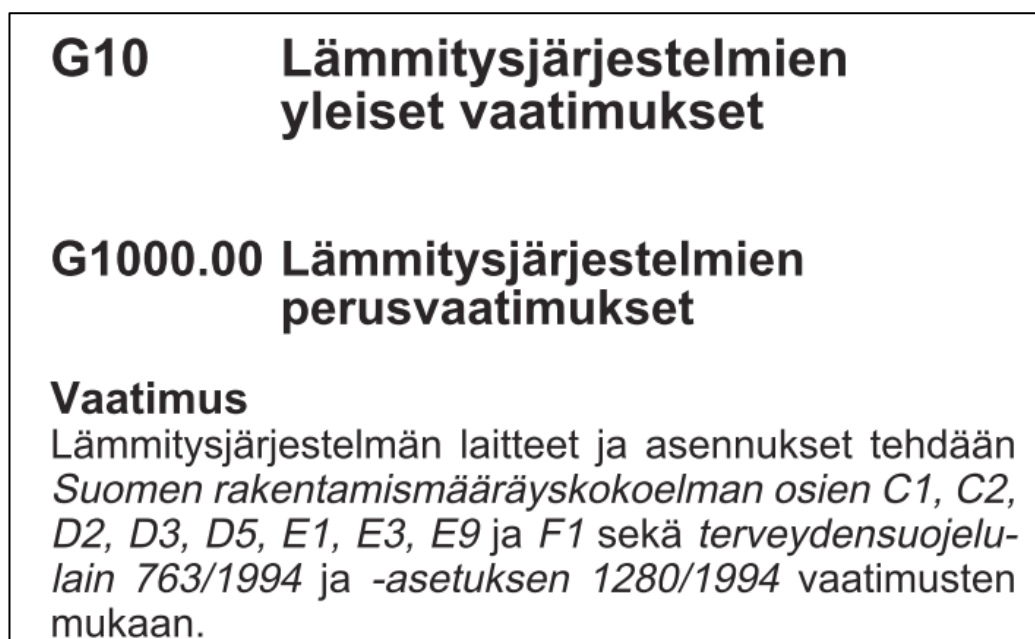 G10 Lämmitysjärjestelmien
yleiset vaatimukset
G1000.00 Lämmitysjärjestelmien
perusvaatimukset
Vaatimus
Lämmitysjärjestelmän laitteet ja asennukset tehdään
Suomen rakentamismääräyskokoelman osien C1, C2,
D2, D3, D5, E1, E3, E9 ja F1 sekä terveydensuojelu-
lain 763/1994 ja -asetuksen 1280/1994 vaatimusten
mukaan.